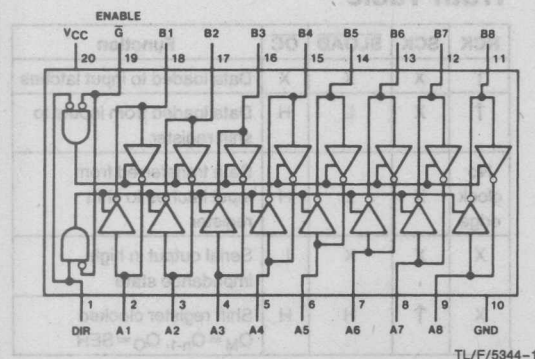 ENABLE
VCC G̅ B1 B2 B3 B4 B5 B6 B7 B8
20 19 18 17 16 15 14 13 12 11
1 2 3 4 5 6 7 8 9 10
DIR A1 A2 A3 A4 A5 A6 A7 A8 GND
TL/F/5344-1